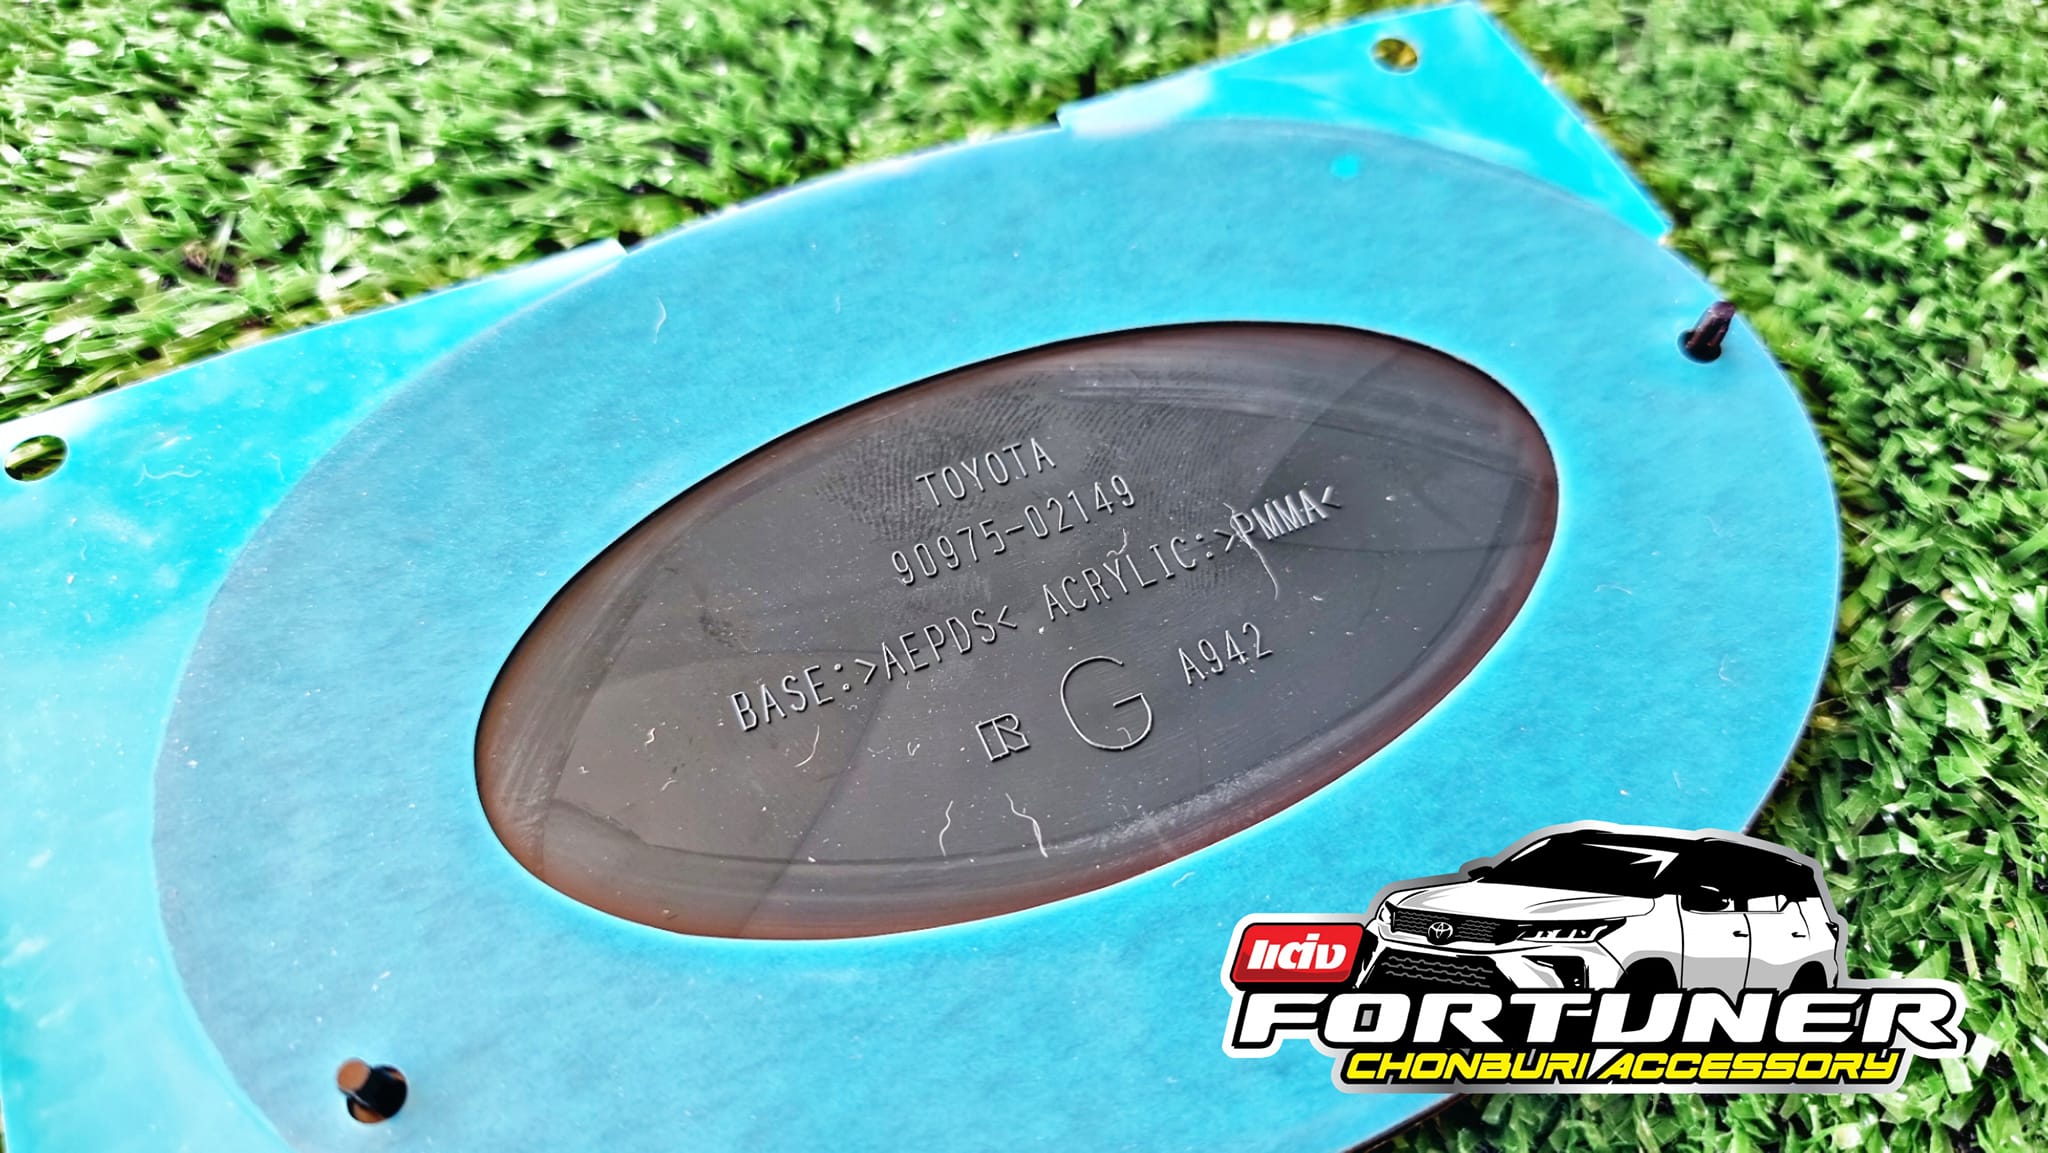 TOYOTA
90975-02149
BASE:>AEPDS< ACRYLIC:>PMMA<
G A942
แต่ง
FORTUNER
CHONBURI ACCESSORY